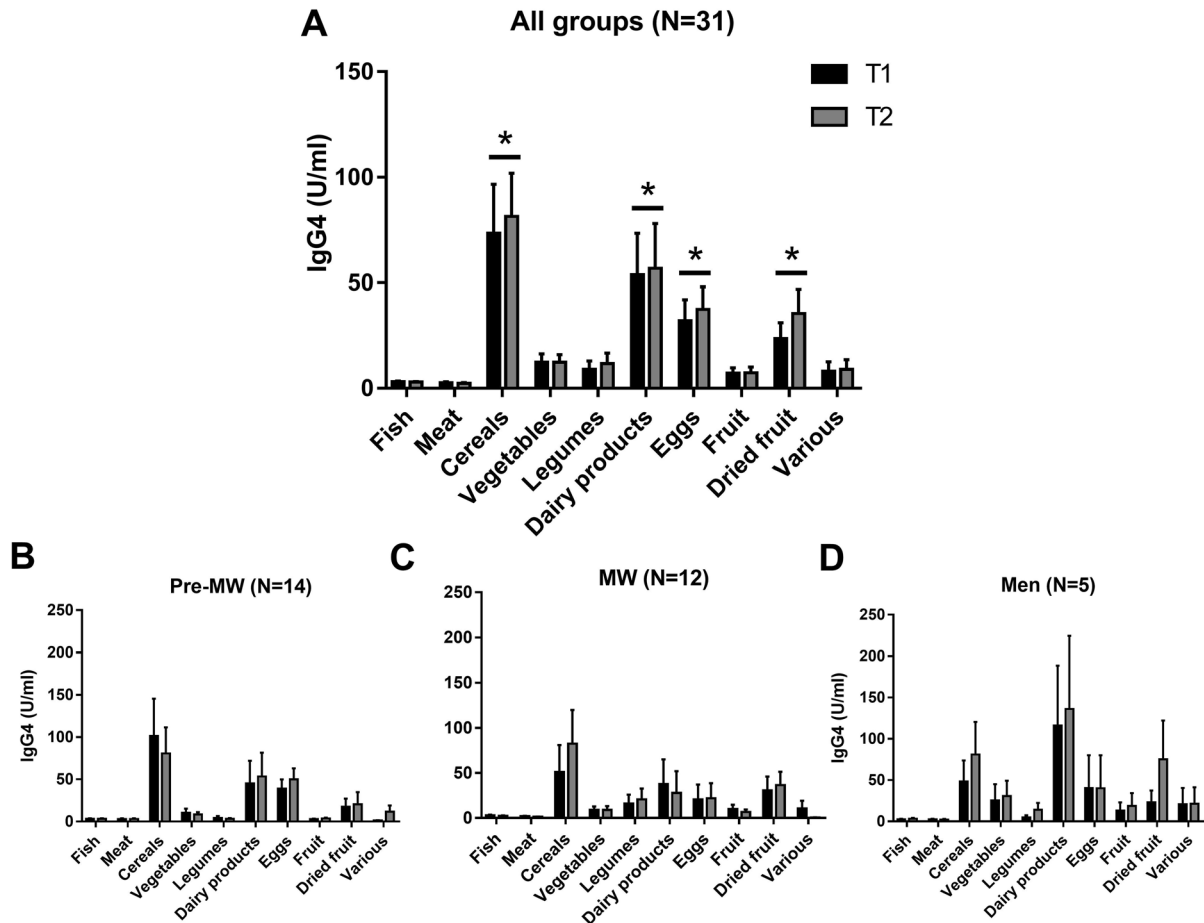 A
All groups (N=31)
T1
T2
IgG4 (U/ml)
150
100
50
0
*
*
*
*
Fish
Meat
Cereals
Vegetables
Legumes
Dairy products
Eggs
Fruit
Dried fruit
Various
B
Pre-MW (N=14)
IgG4 (U/ml)
250
200
150
100
50
0
Fish
Meat
Cereals
Vegetables
Legumes
Dairy products
Eggs
Fruit
Dried fruit
Various
C
MW (N=12)
250
200
150
100
50
0
Fish
Meat
Cereals
Vegetables
Legumes
Dairy products
Eggs
Fruit
Dried fruit
Various
D
Men (N=5)
IgG4 (U/ml)
250
200
150
100
50
0
Fish
Meat
Cereals
Vegetables
Legumes
Dairy products
Eggs
Fruit
Dried fruit
Various